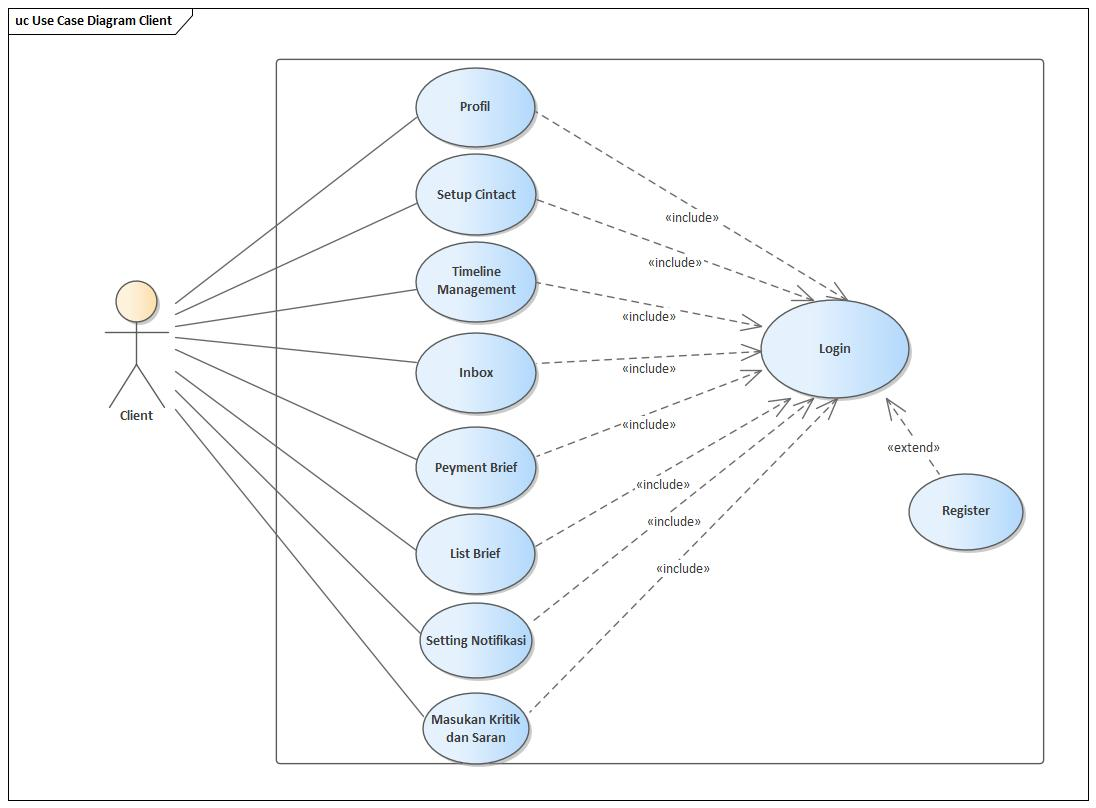 uc Use Case Diagram Client
Profil
Setup Cintact
«include»
«include»
Timeline
Management
«include»
Login
Inbox
«include»
Client
«include»
Peyment Brief
«extend»
«include»
Register
«include»
List Brief
«include»
Setting Notifikasi
Masukan Kritik
dan Saran